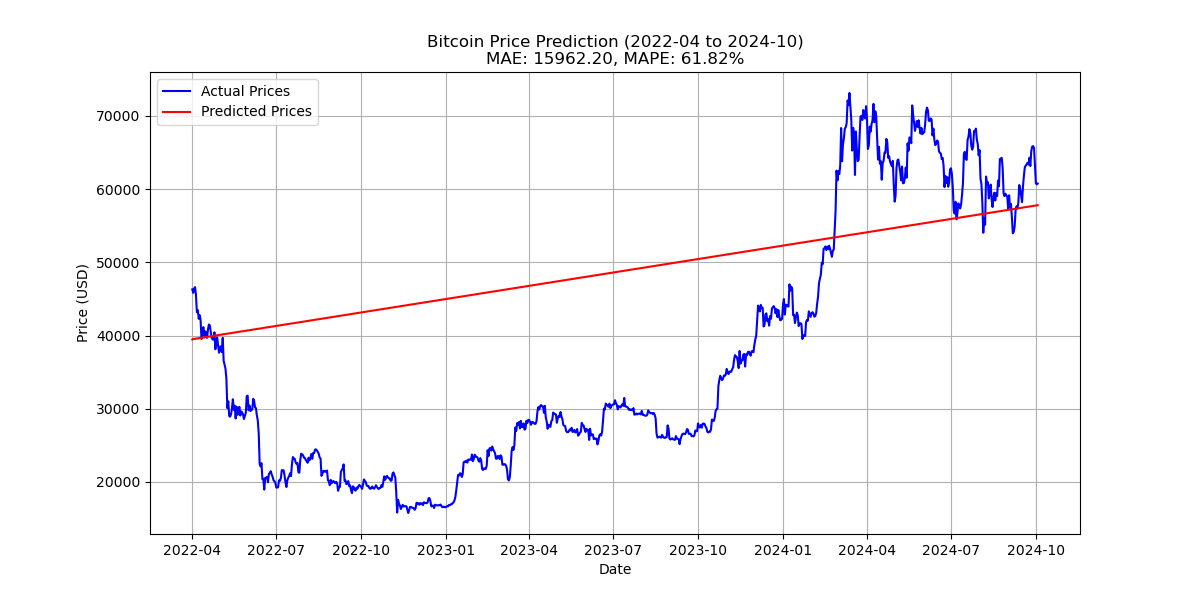 Bitcoin Price Prediction (2022-04 to 2024-10)
MAE: 15962.20, MAPE: 61.82%
Actual Prices
Predicted Prices
Price (USD)
70000
60000
50000
40000
30000
20000
2022-04 2022-07 2022-10 2023-01 2023-04 2023-07 2023-10 2024-01 2024-04 2024-07 2024-10
Date